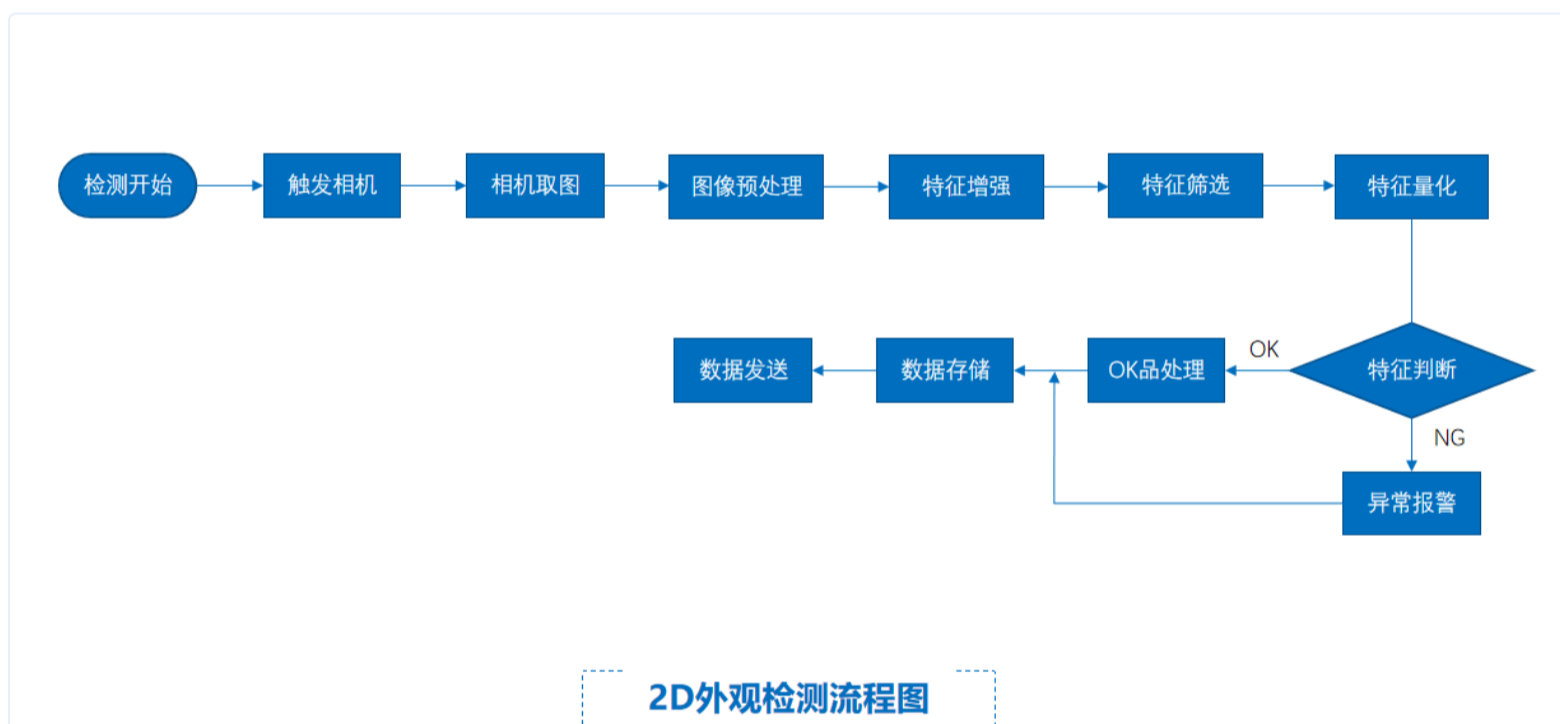 检测开始
触发相机
相机取图
图像预处理
特征增强
特征筛选
特征量化
特征判断
OK
OK品处理
数据存储
数据发送
NG
异常报警
2D外观检测流程图